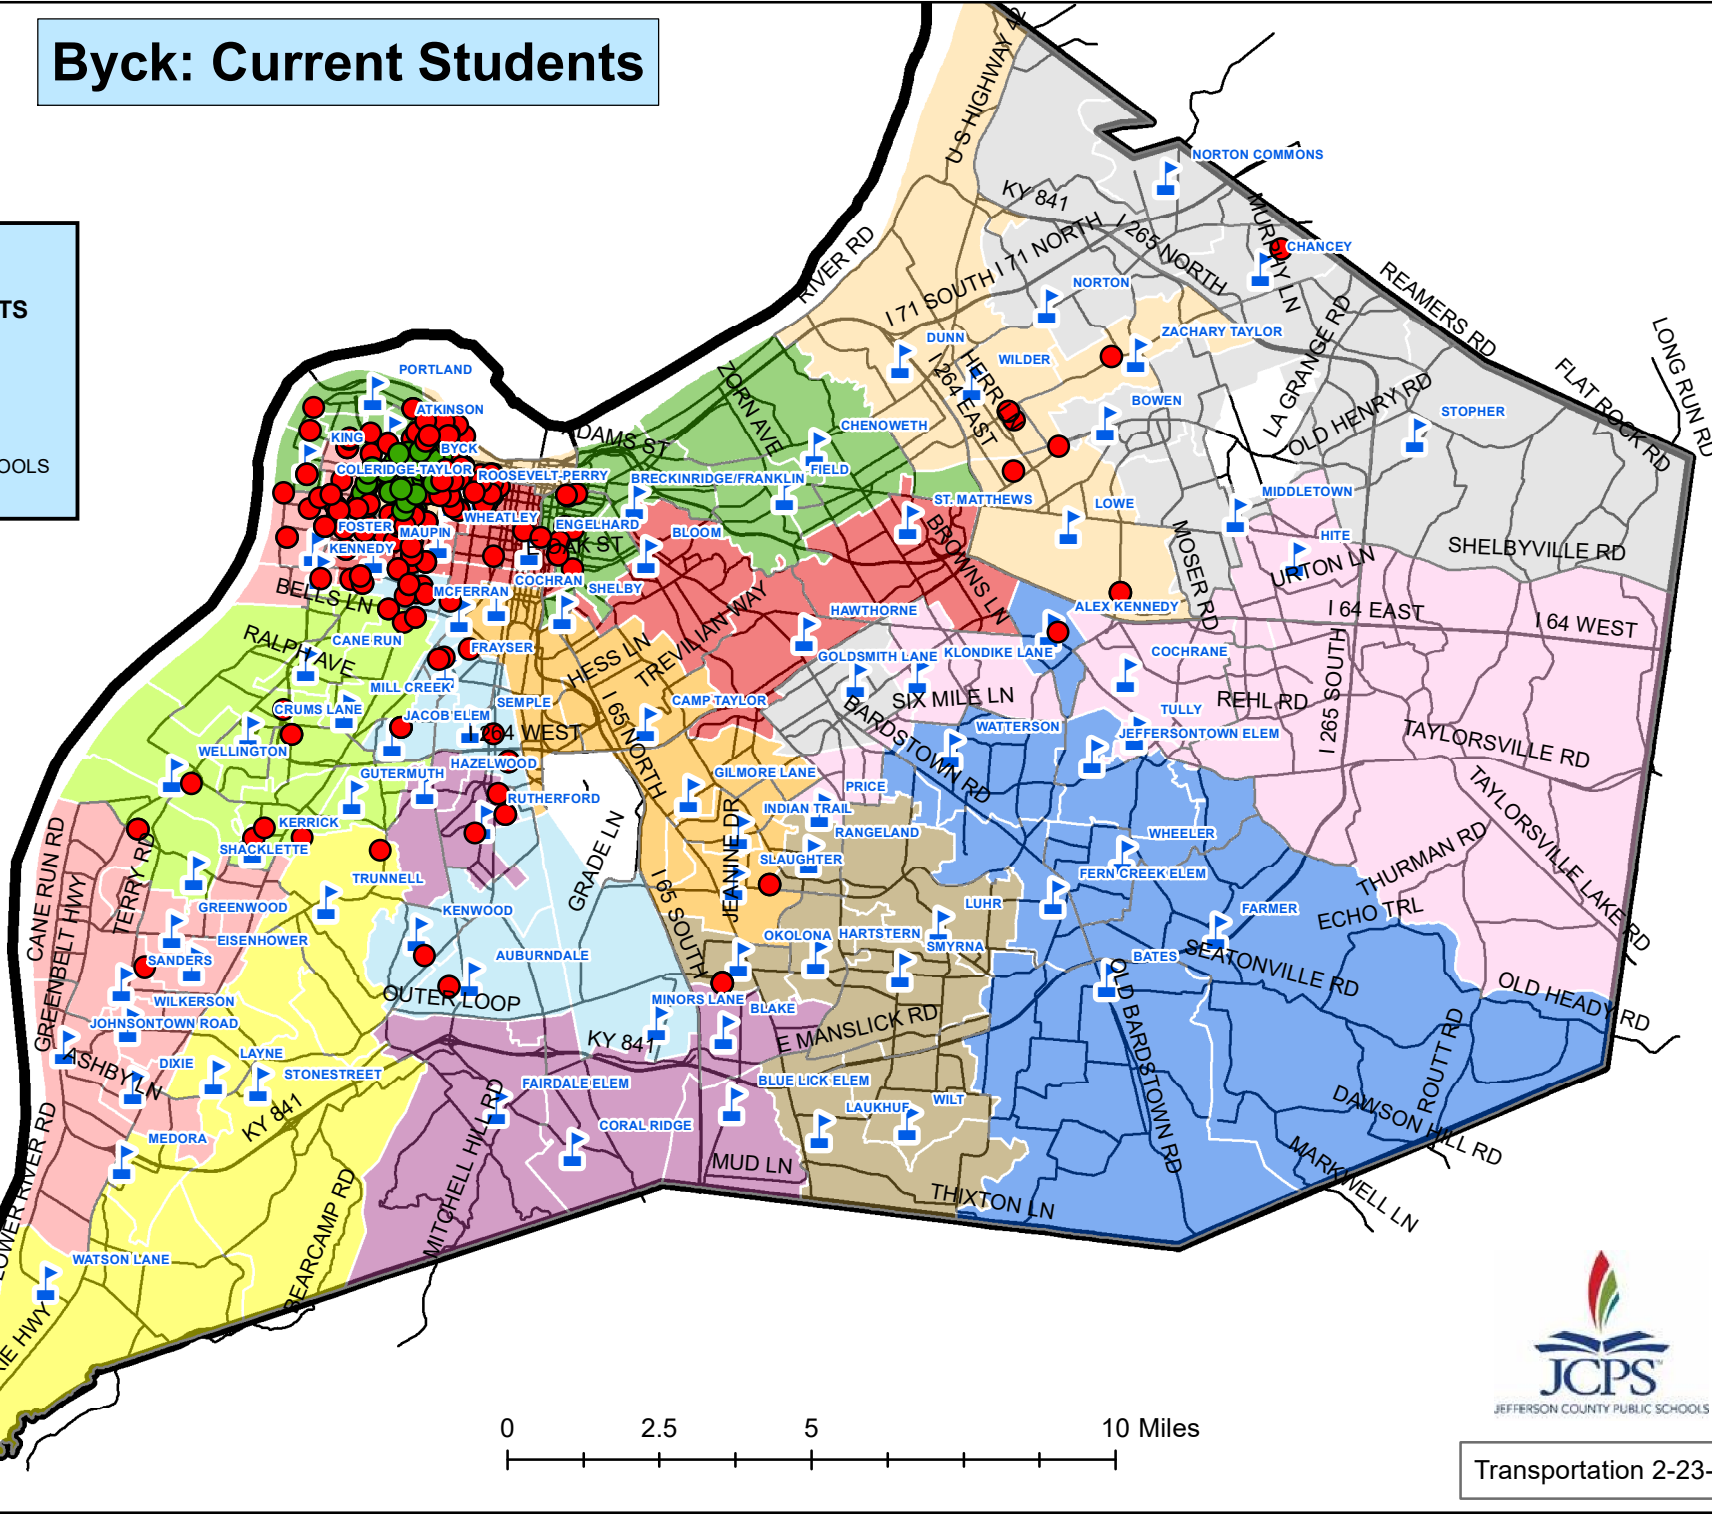 Byck: Current Students
TS
OOLS
U S HIGHWAY 42
NORTON COMMONS
KY 841
MURPHY LN
I 265 NORTH
I 71 NORTH
CHANCEY
RIVER RD
REAMERS RD
I 71 SOUTH
NORTON
LA GRANGE RD
LONG RUN RD
ZACHARY TAYLOR
DUNN
WILDER
HERR LN
I 264 EAST
FLAT ROCK RD
PORTLAND
ZORN AVE
OLD HENRY RD
BOWEN
STOPHER
ATKINSON
CHENOWETH
KING
DAMS ST
BYCK
COLERIDGE-TAYLOR
ROOSEVELT-PERRY
BRECKINRIDGE/FRANKLIN
FIELD
ST. MATTHEWS
LOWE
MIDDLETOWN
FOSTER
MAUPIN
WHEATLEY
ENGELHARD
BLOOM
BROWNS LN
MOSER RD
HITE
KENNEDY
E OAK ST
SHELBYVILLE RD
URTON LN
BELLS LN
MCFERRAN
COCHRAN
SHELBY
HAWTHORNE
ALEX KENNEDY
I 64 EAST
I 64 WEST
RALPH AVE
CANE RUN
FRAYSER
HESS LN
TREVILIAN WAY
GOLDSMITH LANE
KLONDIKE LANE
COCHRANE
MILL CREEK
SEMPLE
CAMP TAYLOR
SIX MILE LN
REHL RD
I 265 SOUTH
CRUMS LANE
JACOB ELEM
I 264 WEST
I 65 NORTH
BARDSTOWN RD
WATTERSON
TULLY
JEFFERSONTOWN ELEM
TAYLORSVILLE RD
WELLINGTON
GUTERMUTH
HAZELWOOD
GILMORE LANE
PRICE
RUTHERFORD
INDIAN TRAIL
TAYLORSVILLE LAKE RD
CANE RUN RD
KERRICK
GRADE LN
JEANINE DR
RANGELAND
WHEELER
THURMAN RD
SHACKLETTE
SLAUGHTER
TERRY RD
TRUNNELL
FERN CREEK ELEM
GREENBELT HWY
GREENWOOD
KENWOOD
I 65 SOUTH
LUHR
FARMER
ECHO TRL
EISENHOWER
OKOLONA
HARTSTERN
SMYRNA
SANDERS
AUBURNDALE
BATES
SEATONVILLE RD
OLD HEADY RD
WILKERSON
OUTER LOOP
MINORS LANE
BLAKE
JOHNSONTOWN ROAD
KY 841
E MANSLICK RD
OLD BARDSTOWN RD
ROUTT RD
ASHBY LN
DIXIE
LAYNE
STONESTREET
FAIRDALE ELEM
BLUE LICK ELEM
LAUKHUF
WILT
DAWSON HILL RD
KY 841
MITCHELL HILL RD
CORAL RIDGE
LOWER RIVER RD
MEDORA
MUD LN
MARKWELL LN
BEARCAMP RD
THIXTON LN
WATSON LANE
IE HWY
JCPS
JEFFERSON COUNTY PUBLIC SCHOOLS
0 2.5 5 10 Miles
Transportation 2-23-